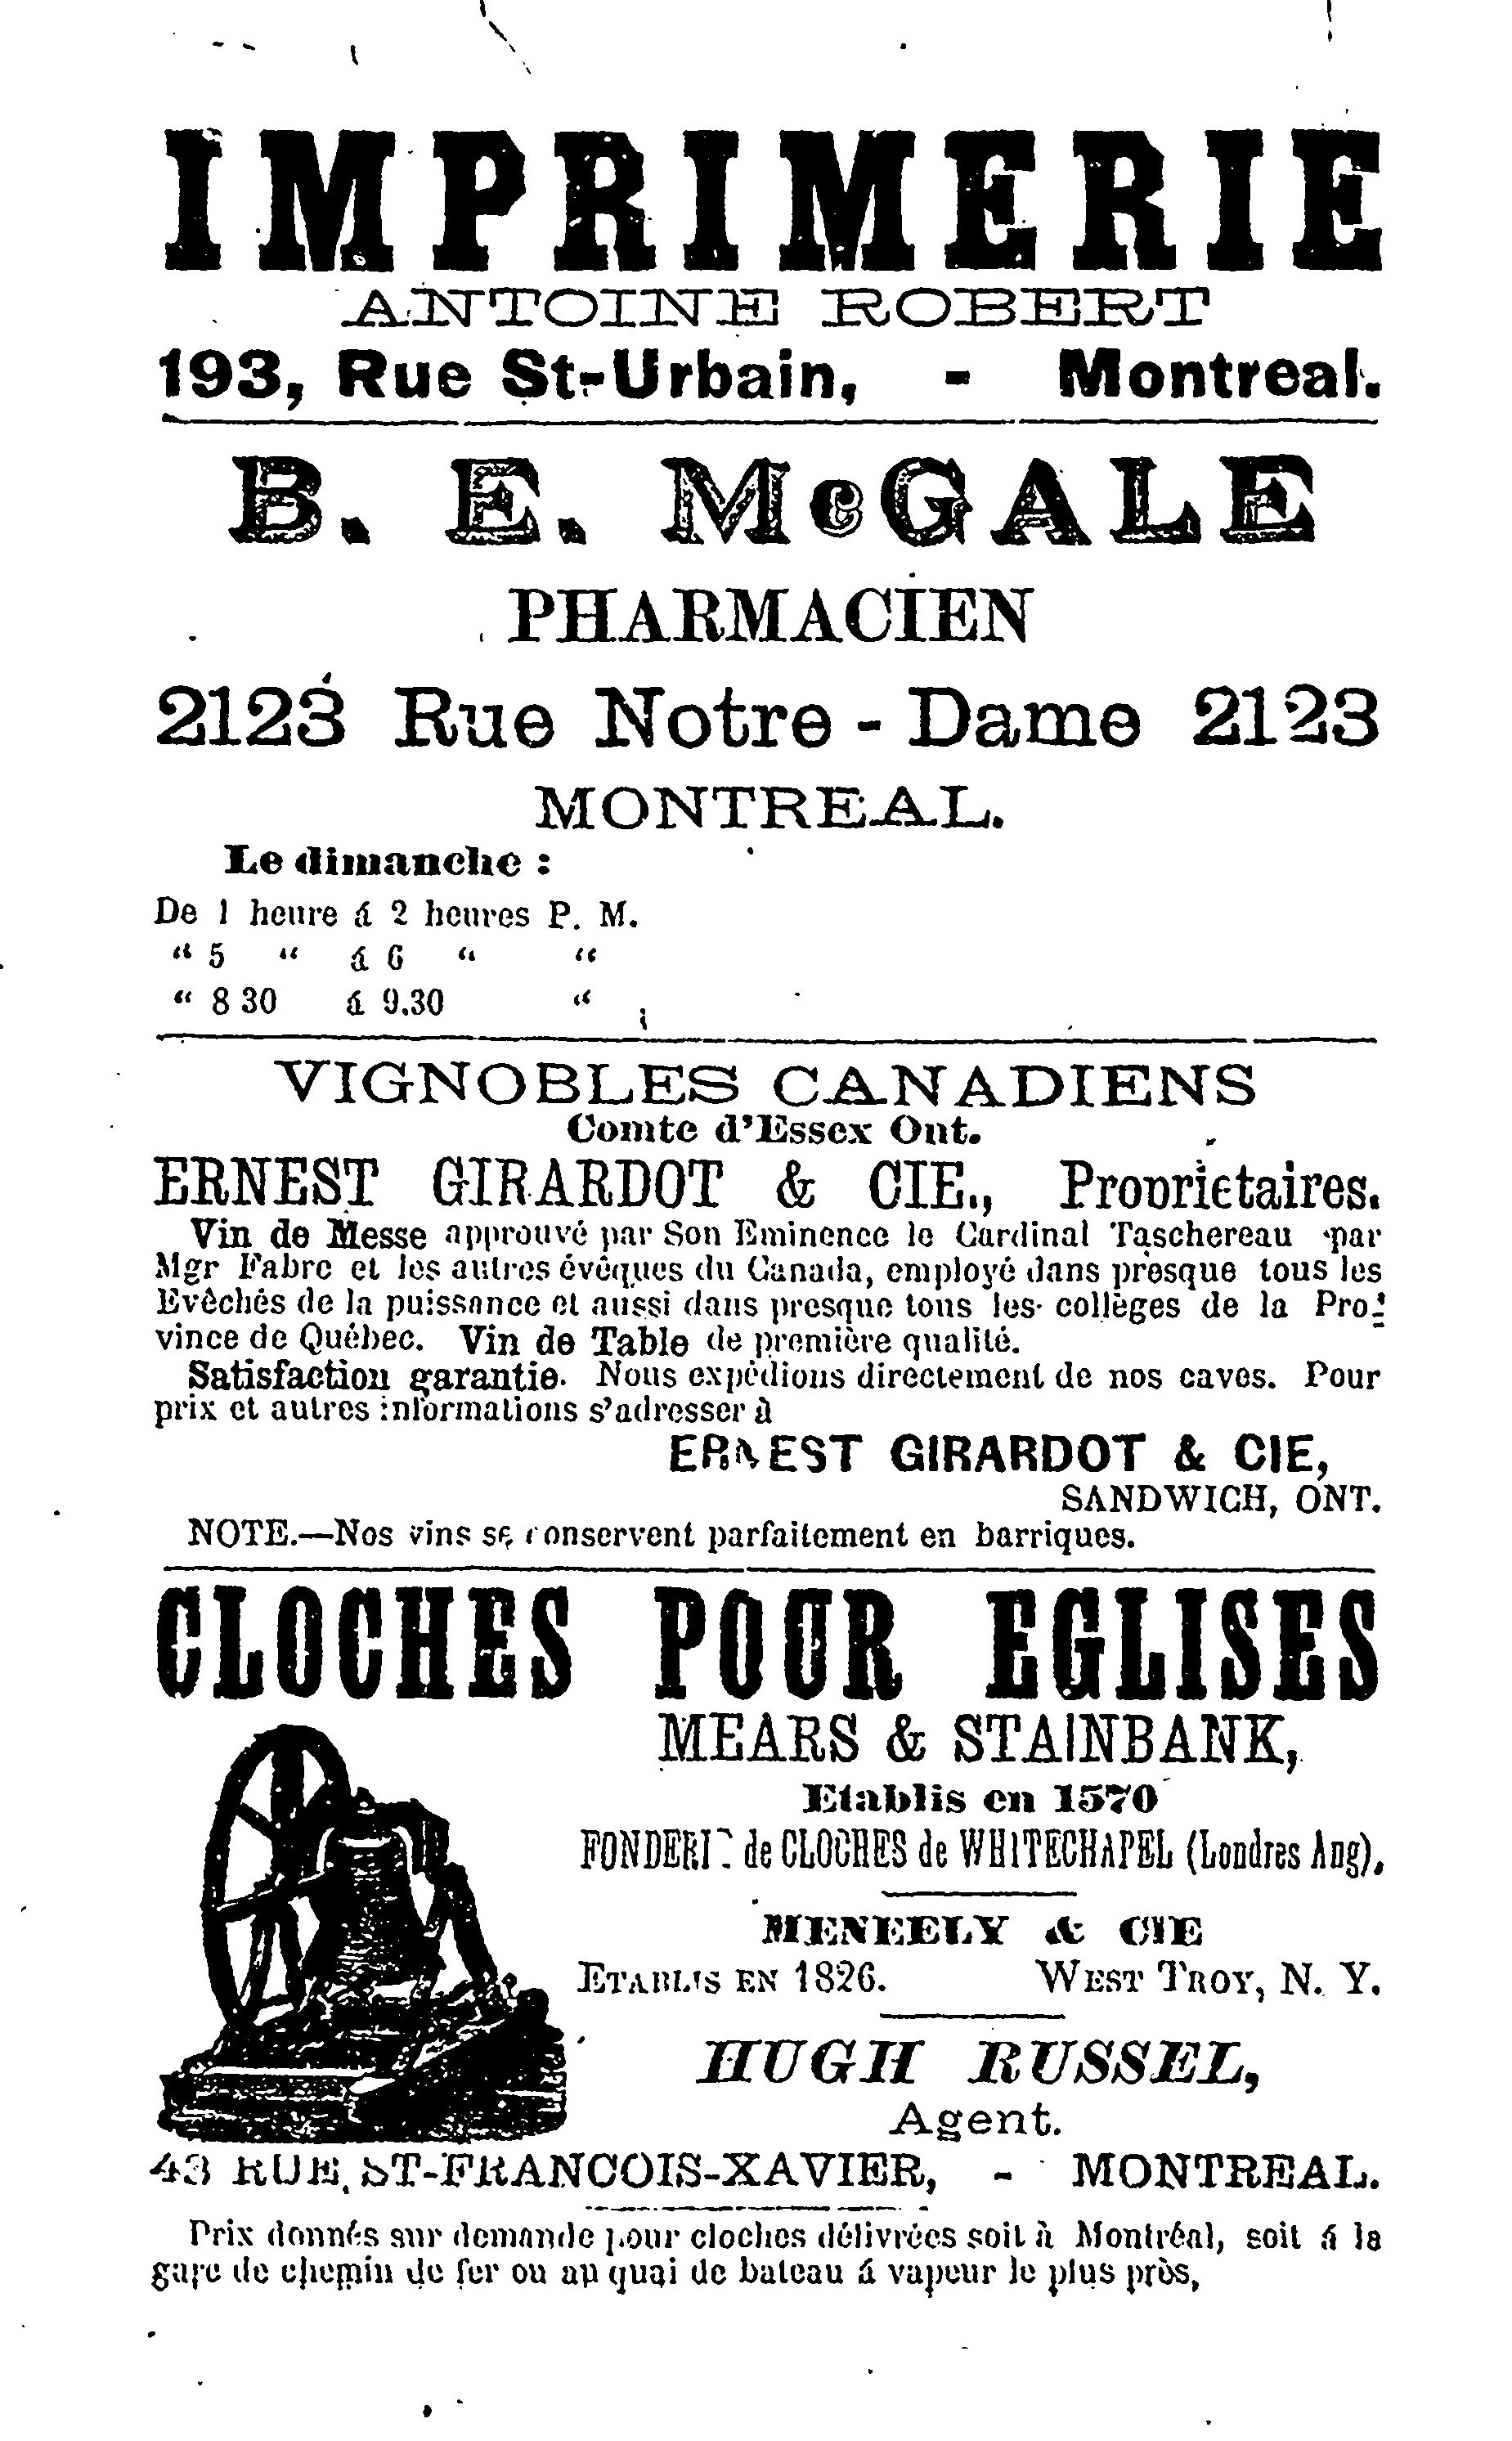 IMPRIMERIE
ANTOINE ROBERT
193, Rue St-Urbain, - Montreal.
B. E. McGALE
PHARMACIEN
2123 Rue Notre-Dame 2123
MONTREAL.
Le dimanche :
De 1 heure á 2 heures P. M.
“ 5 “ á 6 “ “
“ 8 30 á 9.30 “
VIGNOBLES CANADIENS
Comte d'Essex Ont.
ERNEST GIRARDOT & CIE., Proprietaires.
Vin de Messe approuvé par Son Eminence le Cardinal Taschereau par
Mgr Fabre et les autres évêques du Canada, employé dans presque tous les
Evêchés de la puissance et aussi dans presque tous les colléges de la Pro-
vince de Québec. Vin de Table de première qualité.
Satisfaction garantie. Nous expédions directement de nos caves. Pour
prix et autres informations s'adresser à
ERNEST GIRARDOT & CIE,
SANDWICH, ONT.
NOTE.—Nos vins se conservent parfaitement en barriques.
CLOCHES POUR EGLISES
MEARS & STAINBANK,
Etablis en 1570
FONDERIE de CLOCHES de WHITECHAPEL (Londres Ang).
MENEELY & CIE
ETABLIS EN 1826. WEST TROY, N. Y.
HUGH RUSSEL,
Agent.
43 RUE ST-FRANCOIS-XAVIER, - MONTREAL.
Prix donnés sur demande pour cloches délivrées soit à Montréal, soit á la
gare de chemin de fer ou au quai de bateau á vapeur le plus près,